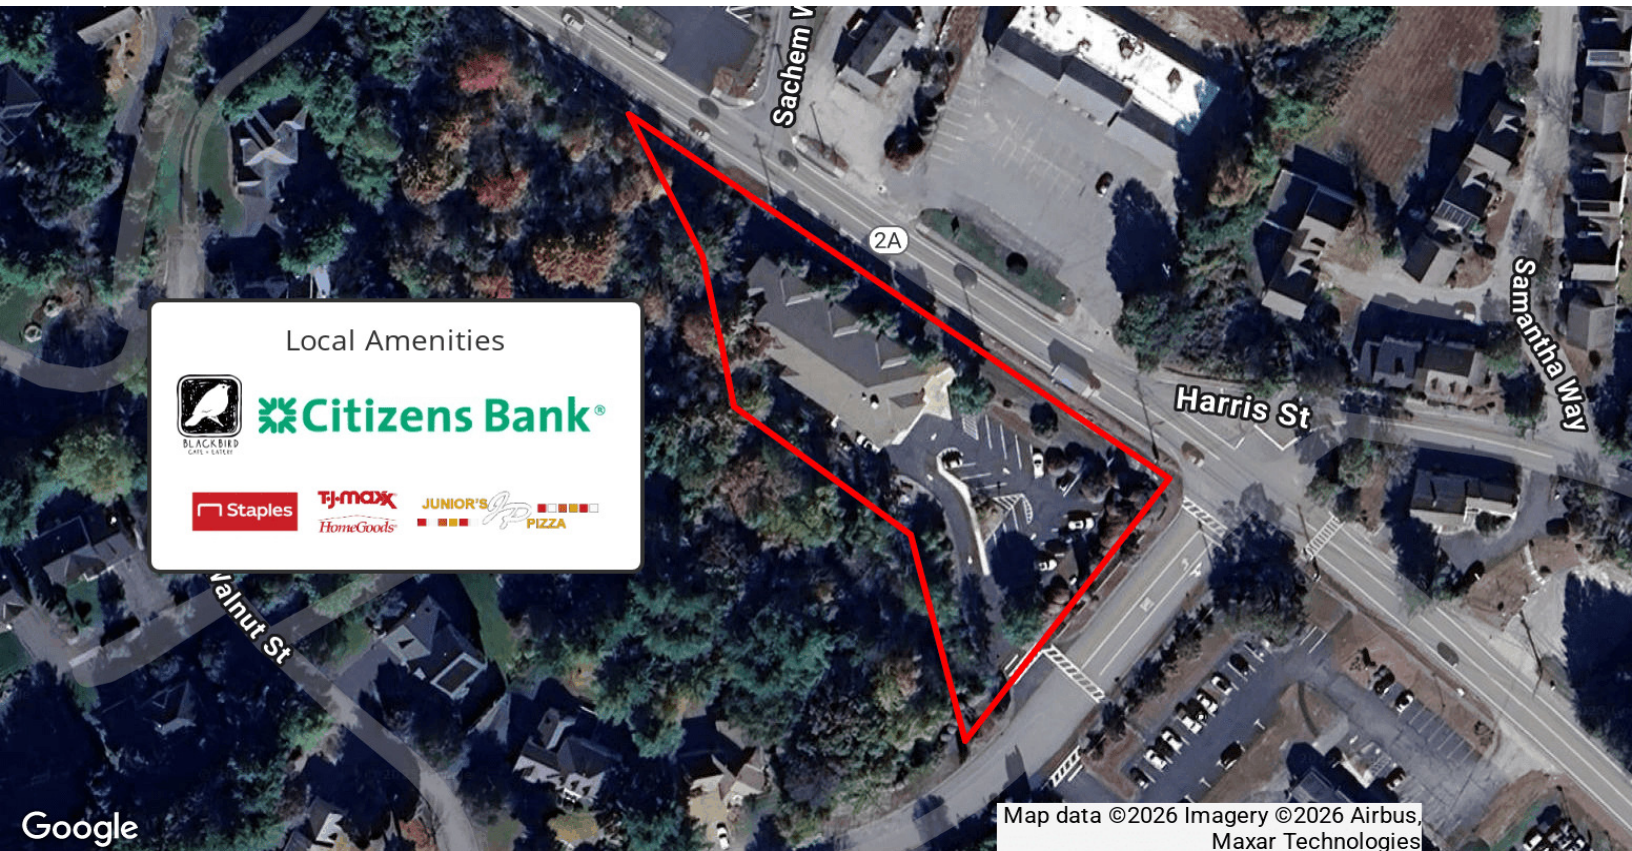 Sachem W
2A
Harris St
Samantha Way
Local Amenities
BLACKBIRD
CAFE + EATERY
Citizens Bank®
Staples
T·J·maxx
HomeGoods
JUNIOR'S
JP
PIZZA
Walnut St
Google
Map data ©2026 Imagery ©2026 Airbus,
Maxar Technologies